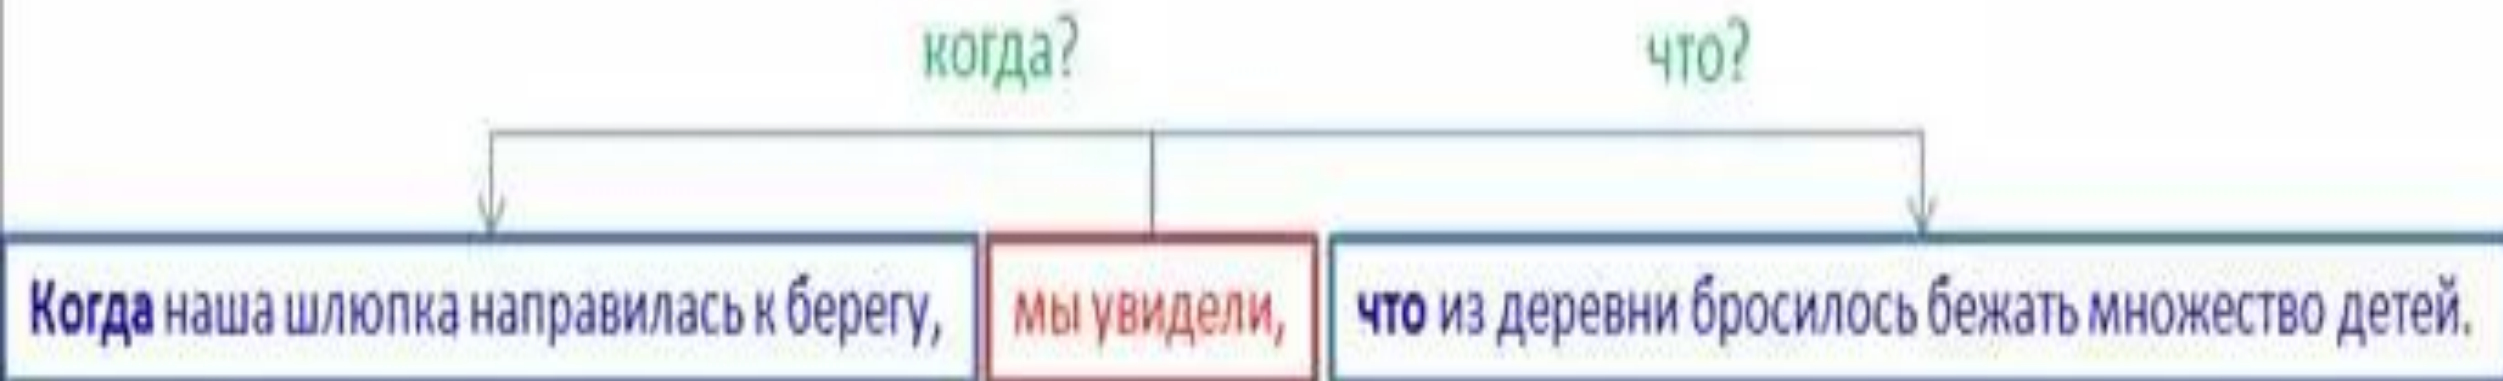 когда? что?
Когда наша шлюпка направилась к берегу, мы увидели, что из деревни бросилось бежать множество детей.